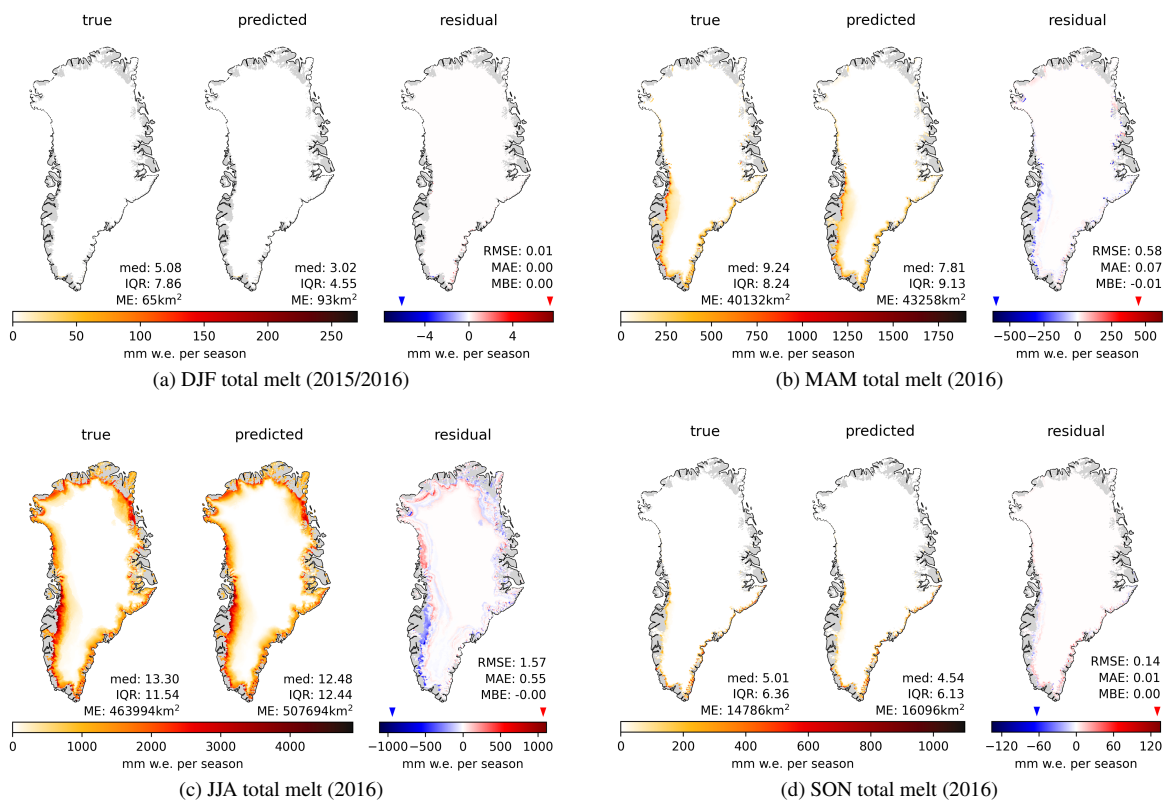 true predicted residual
med: 5.08
IQR: 7.86
ME: 65km²
med: 3.02
IQR: 4.55
ME: 93km²
RMSE: 0.01
MAE: 0.00
MBE: 0.00
0 50 100 150 200 250
mm w.e. per season
−4 0 4
mm w.e. per season
(a) DJF total melt (2015/2016)
true predicted residual
med: 9.24
IQR: 8.24
ME: 40132km²
med: 7.81
IQR: 9.13
ME: 43258km²
RMSE: 0.58
MAE: 0.07
MBE: -0.01
0 250 500 750 1000 1250 1500 1750
mm w.e. per season
−500 −250 0 250 500
mm w.e. per season
(b) MAM total melt (2016)
true predicted residual
med: 13.30
IQR: 11.54
ME: 463994km²
med: 12.48
IQR: 12.44
ME: 507694km²
RMSE: 1.57
MAE: 0.55
MBE: -0.00
0 1000 2000 3000 4000
mm w.e. per season
−1000 −500 0 500 1000
mm w.e. per season
(c) JJA total melt (2016)
true predicted residual
med: 5.01
IQR: 6.36
ME: 14786km²
med: 4.54
IQR: 6.13
ME: 16096km²
RMSE: 0.14
MAE: 0.01
MBE: 0.00
0 200 400 600 800 1000
mm w.e. per season
−120 −60 0 60 120
mm w.e. per season
(d) SON total melt (2016)